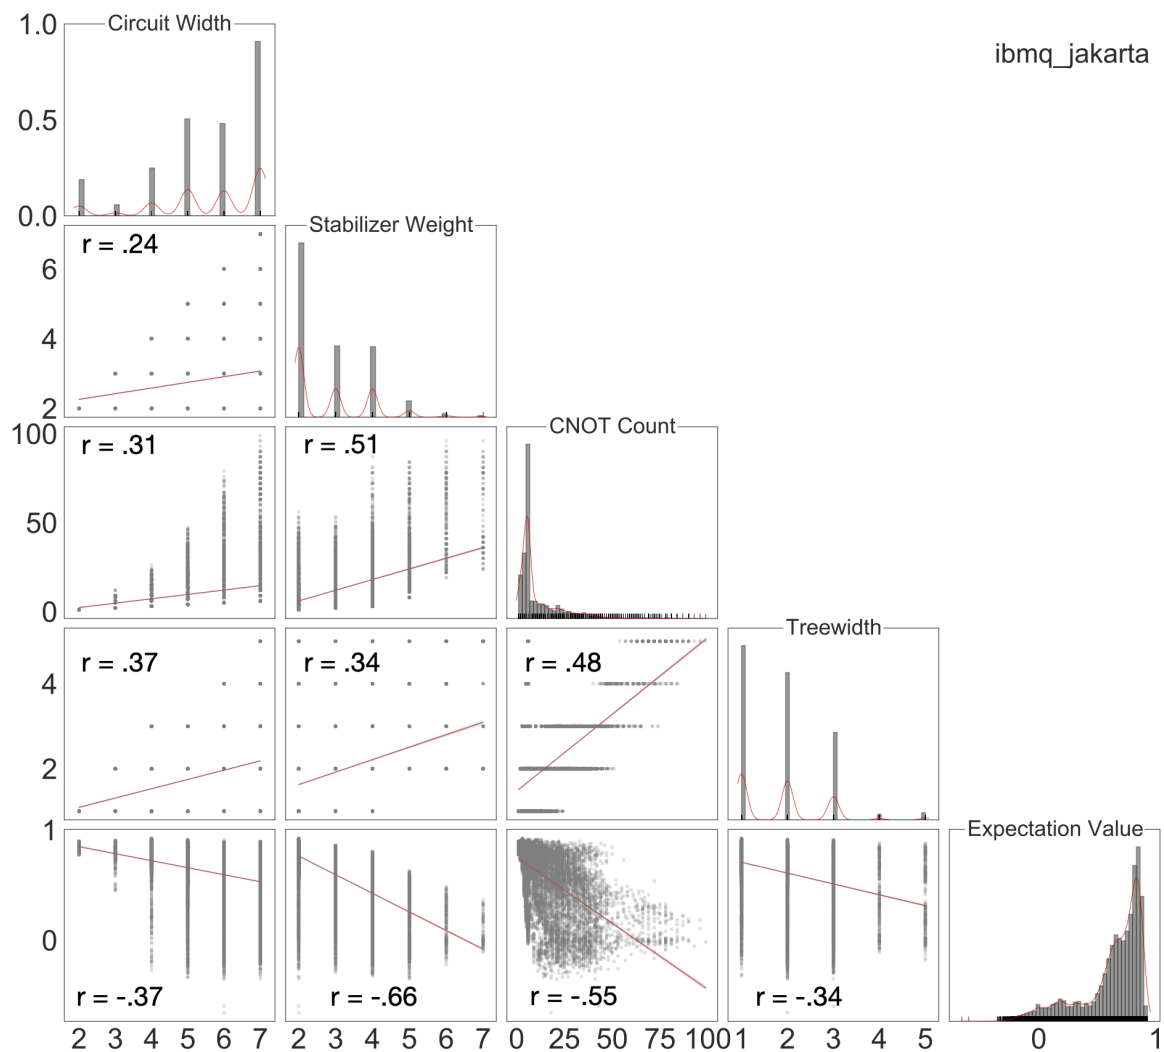 1.0
Circuit Width
ibmq_jakarta
0.5
0.0
Stabilizer Weight
r = .24
6
4
2
CNOT Count
100
r = .31
r = .51
50
0
Treewidth
r = .37
r = .34
r = .48
4
2
Expectation Value
1
0
r = -.37
r = -.66
r = -.55
r = -.34
2 3 4 5 6 7 2 3 4 5 6 7 0 25 50 75 100 1 2 3 4 5 0 1